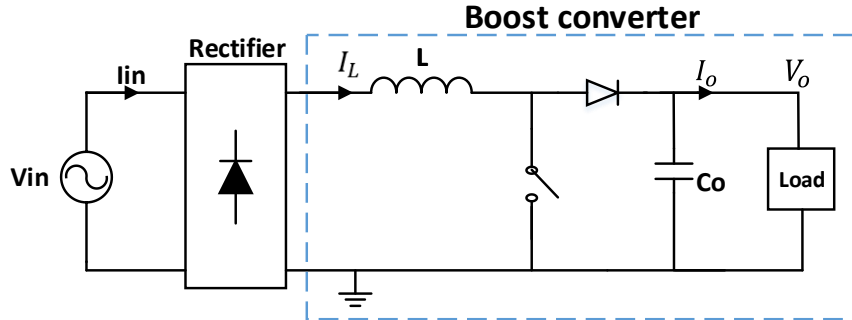 Boost converter
Rectifier
Iin
I_L
L
I_o
V_o
Vin
Co
Load